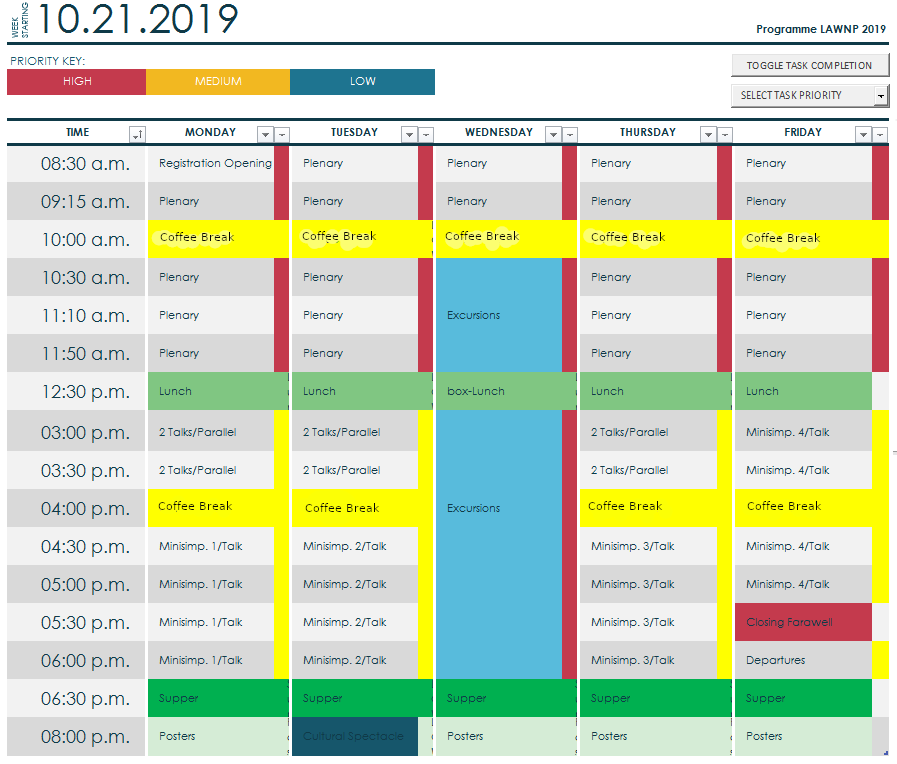 WEEK STARTING
10.21.2019
Programme LAWNP 2019
PRIORITY KEY:
HIGH MEDIUM LOW
TOGGLE TASK COMPLETION
SELECT TASK PRIORITY
TIME MONDAY TUESDAY WEDNESDAY THURSDAY FRIDAY
08:30 a.m. Registration Opening Plenary Plenary Plenary Plenary
09:15 a.m. Plenary Plenary Plenary Plenary Plenary
10:00 a.m. Coffee Break Coffee Break Coffee Break Coffee Break Coffee Break
10:30 a.m. Plenary Plenary Plenary Plenary
11:10 a.m. Plenary Plenary Excursions Plenary Plenary
11:50 a.m. Plenary Plenary Plenary Plenary
12:30 p.m. Lunch Lunch box-Lunch Lunch Lunch
03:00 p.m. 2 Talks/Parallel 2 Talks/Parallel 2 Talks/Parallel Minisimp. 4/Talk
03:30 p.m. 2 Talks/Parallel 2 Talks/Parallel 2 Talks/Parallel Minisimp. 4/Talk
04:00 p.m. Coffee Break Coffee Break Excursions Coffee Break Coffee Break
04:30 p.m. Minisimp. 1/Talk Minisimp. 2/Talk Minisimp. 3/Talk Minisimp. 4/Talk
05:00 p.m. Minisimp. 1/Talk Minisimp. 2/Talk Minisimp. 3/Talk Minisimp. 4/Talk
05:30 p.m. Minisimp. 1/Talk Minisimp. 2/Talk Minisimp. 3/Talk Closing Farawell
06:00 p.m. Minisimp. 1/Talk Minisimp. 2/Talk Minisimp. 3/Talk Departures
06:30 p.m. Supper Supper Supper Supper Supper
08:00 p.m. Posters Cultural Spectacle Posters Posters Posters